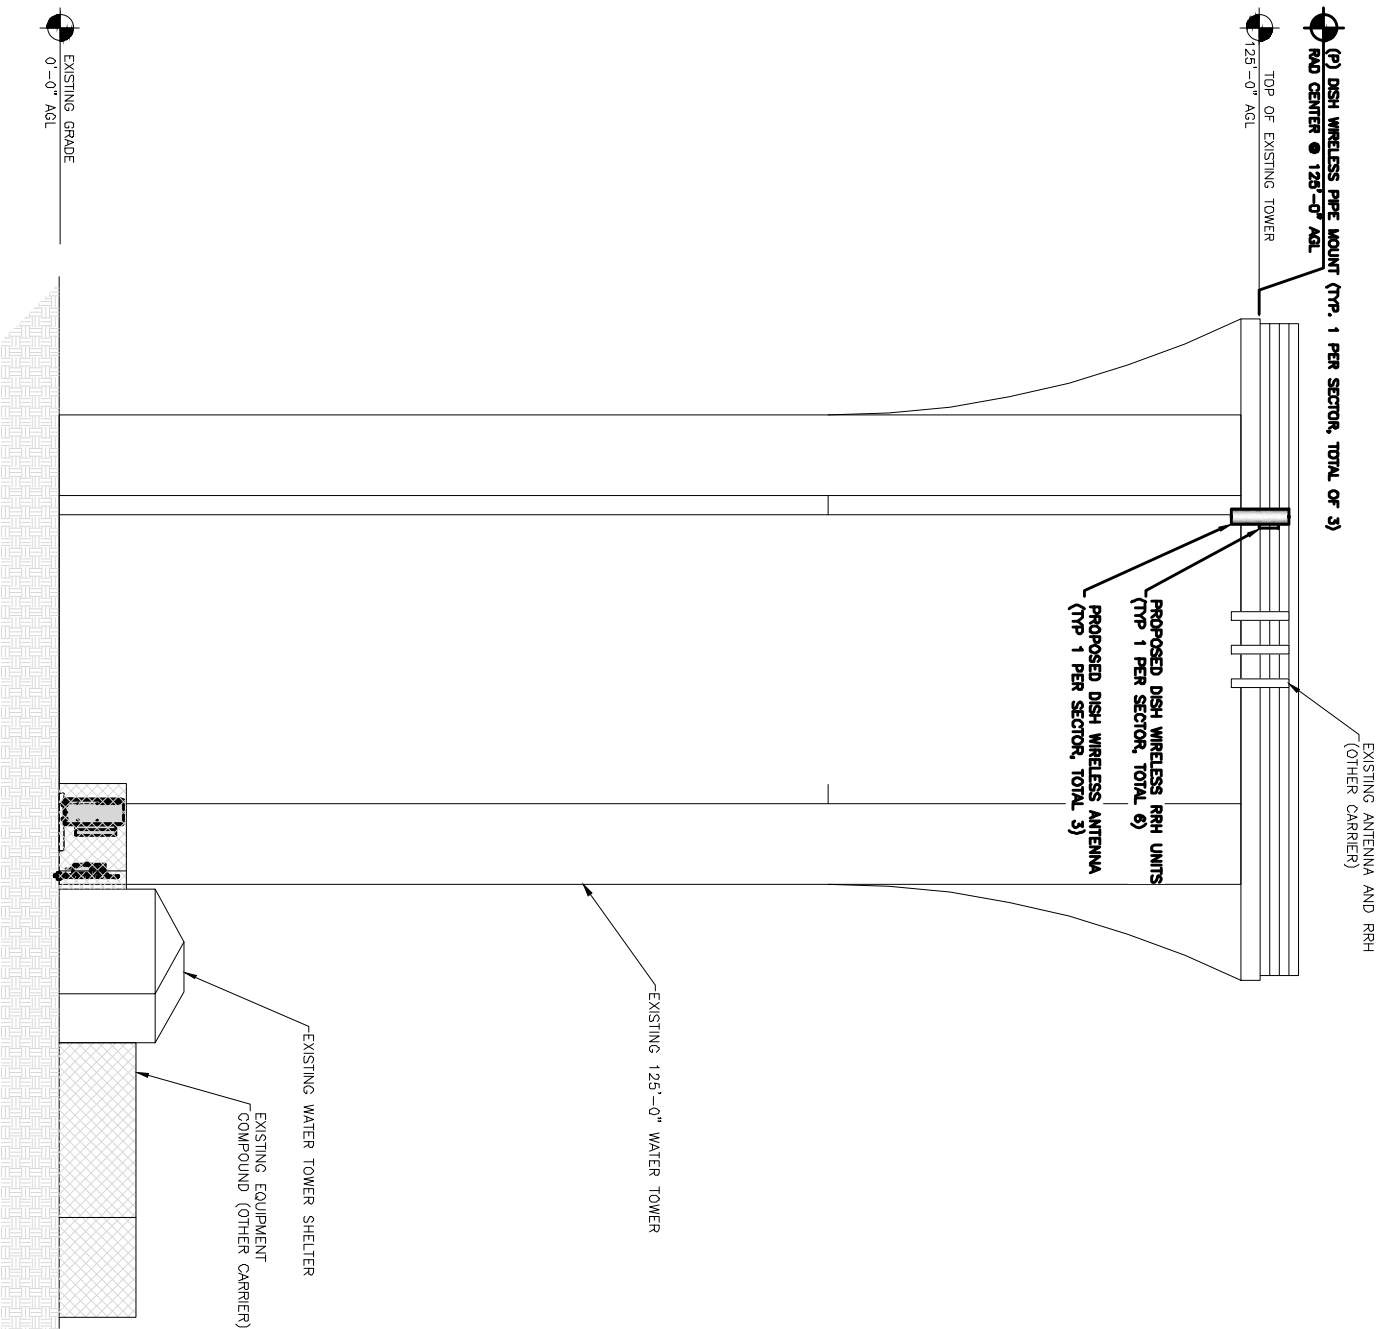 (P) DISH WIRELESS PIPE MOUNT (TYP. 1 PER SECTOR, TOTAL OF 3)
RAD CENTER @ 125'-0" AGL
TOP OF EXISTING TOWER
125'-0" AGL
EXISTING ANTENNA AND RRH
(OTHER CARRIER)
PROPOSED DISH WIRELESS RRH UNITS
(TYP 1 PER SECTOR, TOTAL 6)
PROPOSED DISH WIRELESS ANTENNA
(TYP 1 PER SECTOR, TOTAL 3)
EXISTING 125'-0" WATER TOWER
EXISTING WATER TOWER SHELTER
EXISTING EQUIPMENT
COMPOUND (OTHER CARRIER)
EXISTING GRADE
0'-0" AGL